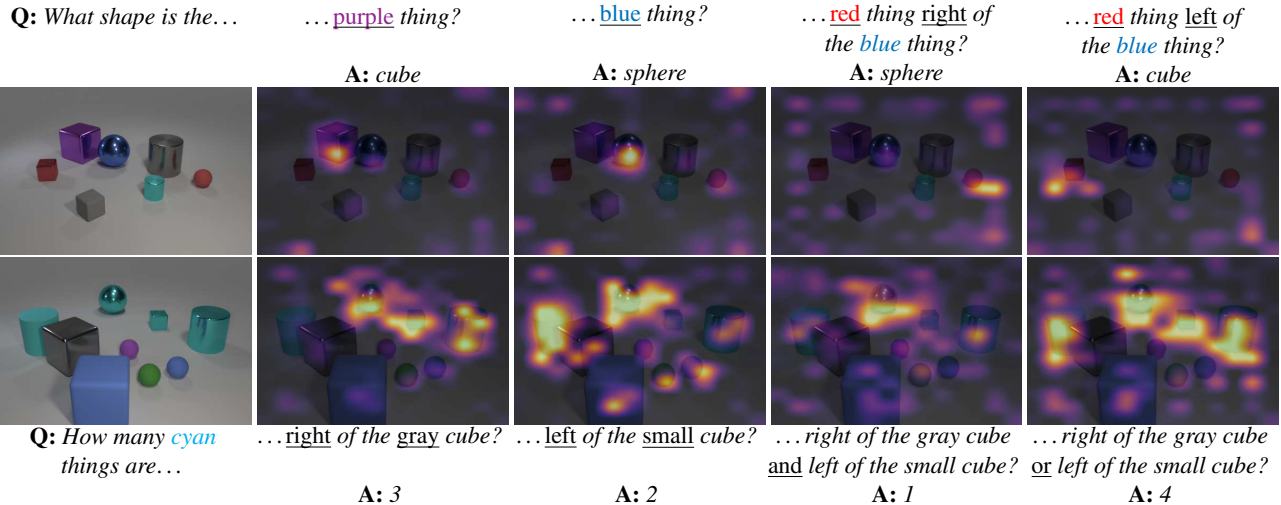 Q: What shape is the…
…purple thing?
A: cube
…blue thing?
A: sphere
…red thing right of
the blue thing?
A: sphere
…red thing left of
the blue thing?
A: cube
Q: How many cyan
things are…
…right of the gray cube?
A: 3
…left of the small cube?
A: 2
…right of the gray cube
and left of the small cube?
A: 1
…right of the gray cube
or left of the small cube?
A: 4